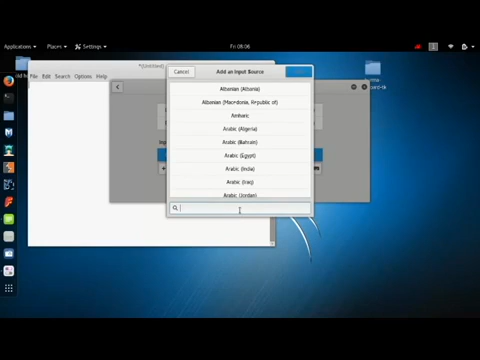 Applications Places Settings Fri 08:06 1
*(Untitled)
File Edit Search Options Help
Cancel Add an Input Source
Albanian (Albania)
Albanian (Macedonia, Republic of)
Amharic
Arabic (Algeria)
Arabic (Bahrain)
Arabic (Egypt)
Arabic (India)
Arabic (Iraq)
Arabic (Jordan)